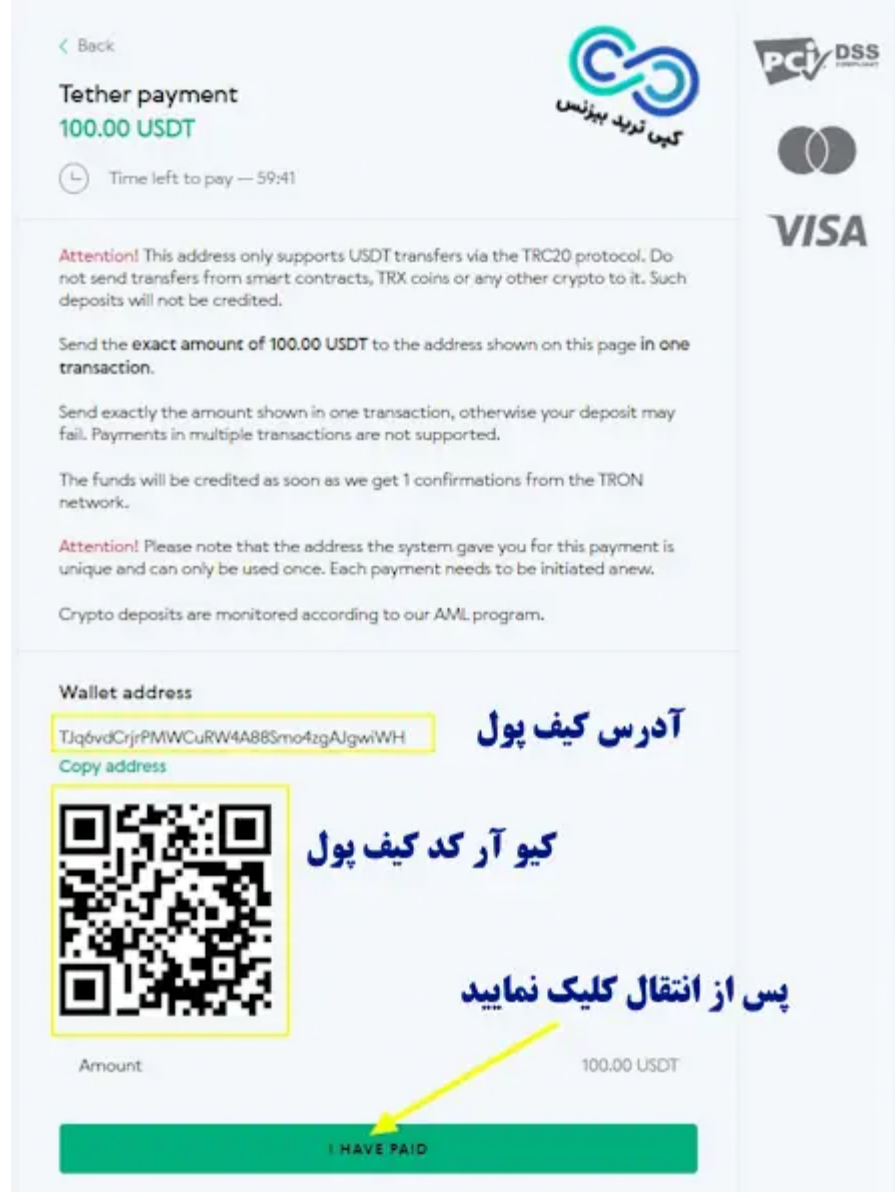 Back
Tether payment
100.00 USDT
Time left to pay — 59:41
کپی ترید بیزنس
PCI DSS
COMPLIANT
VISA
Attention! This address only supports USDT transfers via the TRC20 protocol. Do
not send transfers from smart contracts, TRX coins or any other crypto to it. Such
deposits will not be credited.
Send the exact amount of 100.00 USDT to the address shown on this page in one
transaction.
Send exactly the amount shown in one transaction, otherwise your deposit may
fail. Payments in multiple transactions are not supported.
The funds will be credited as soon as we get 1 confirmations from the TRON
network.
Attention! Please note that the address the system gave you for this payment is
unique and can only be used once. Each payment needs to be initiated anew.
Crypto deposits are monitored according to our AML program.
Wallet address
TJq6vdCrjrPMWCuRW4A88Smo4zgAJgwiWH
آدرس کیف پول
Copy address
کیو آر کد کیف پول
پس از انتقال کلیک نمایید
Amount
100.00 USDT
I HAVE PAID